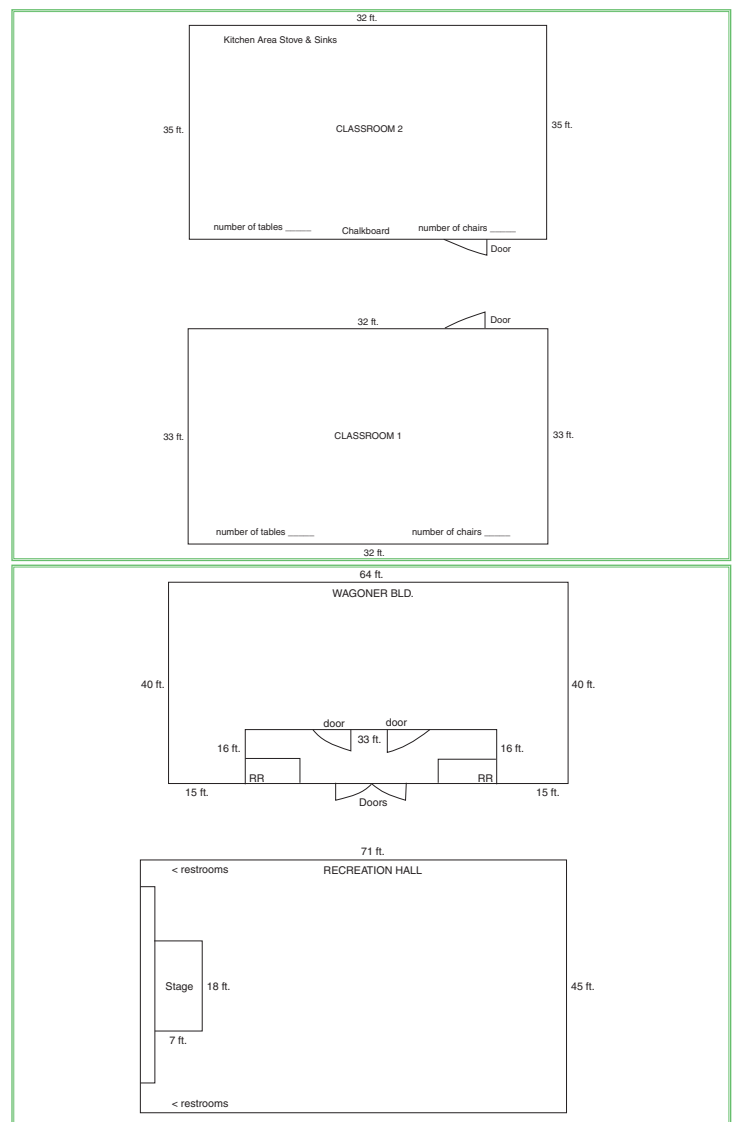 32 ft.
Kitchen Area Stove & Sinks
35 ft.
CLASSROOM 2
35 ft.
number of tables _____
Chalkboard
number of chairs _____
Door
32 ft.
Door
33 ft.
CLASSROOM 1
33 ft.
number of tables _____
number of chairs _____
32 ft.
64 ft.
WAGONER BLD.
40 ft.
40 ft.
door
door
16 ft.
33 ft.
16 ft.
RR
RR
15 ft.
Doors
15 ft.
71 ft.
< restrooms
RECREATION HALL
Stage
18 ft.
45 ft.
7 ft.
< restrooms